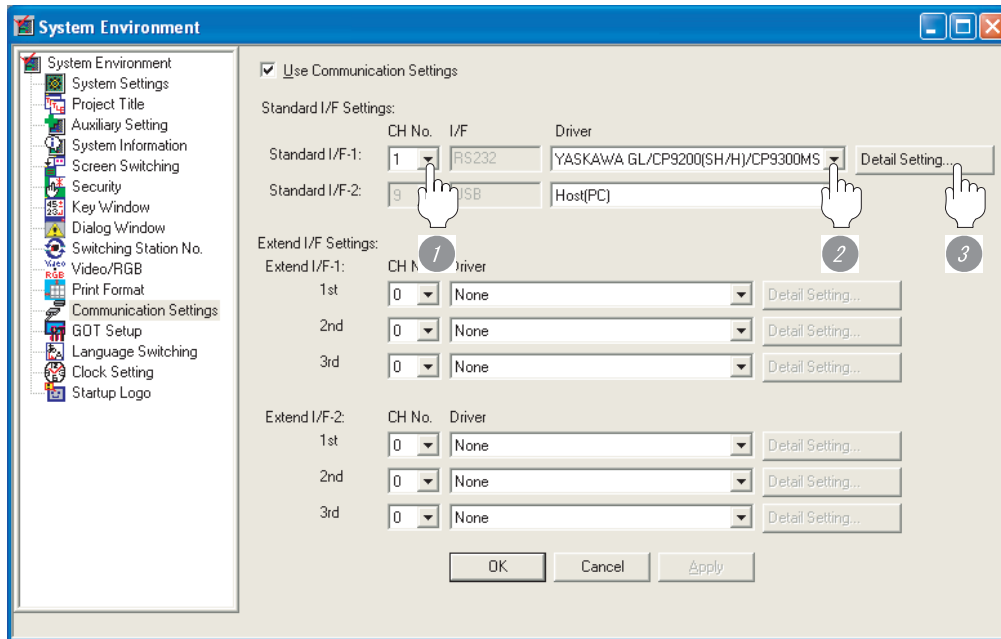 System Environment
System Environment
System Settings
Project Title
Auxiliary Setting
System Information
Screen Switching
Security
Key Window
Dialog Window
Switching Station No.
Video/RGB
Print Format
Communication Settings
GOT Setup
Language Switching
Clock Setting
Startup Logo
Use Communication Settings
Standard I/F Settings:
CH No. I/F Driver
Standard I/F-1: 1 RS232 YASKAWA GL/CP9200(SH/H)/CP9300MS Detail Setting...
Standard I/F-2: 9 Host(PC)
1 2 3
Extend I/F Settings:
Extend I/F-1: Driver
1st 0 None Detail Setting...
2nd 0 None Detail Setting...
3rd 0 None Detail Setting...
Extend I/F-2: CH No. Driver
1st 0 None Detail Setting...
2nd 0 None Detail Setting...
3rd 0 None Detail Setting...
OK Cancel Apply